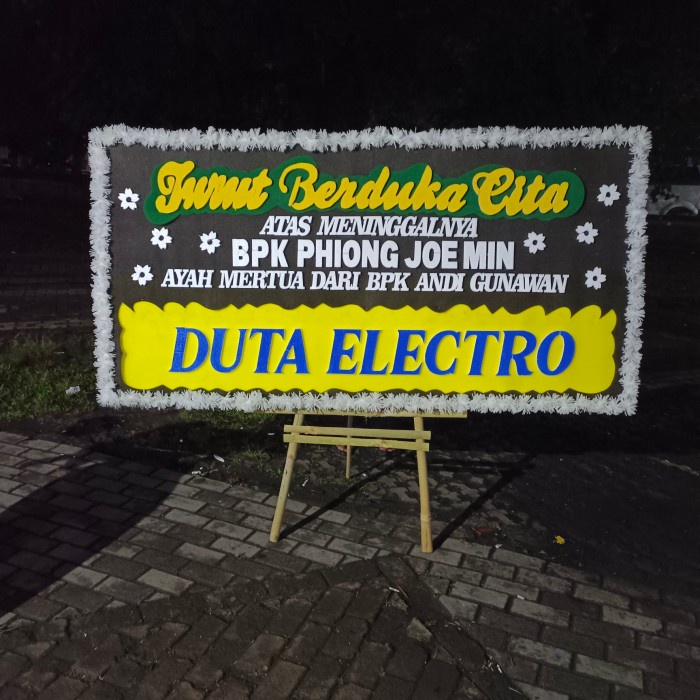 Turut Berduka Cita
ATAS MENINGGALNYA
BPK PHIONG JOE MIN
AYAH MERTUA DARI BPK ANDI GUNAWAN
DUTA ELECTRO